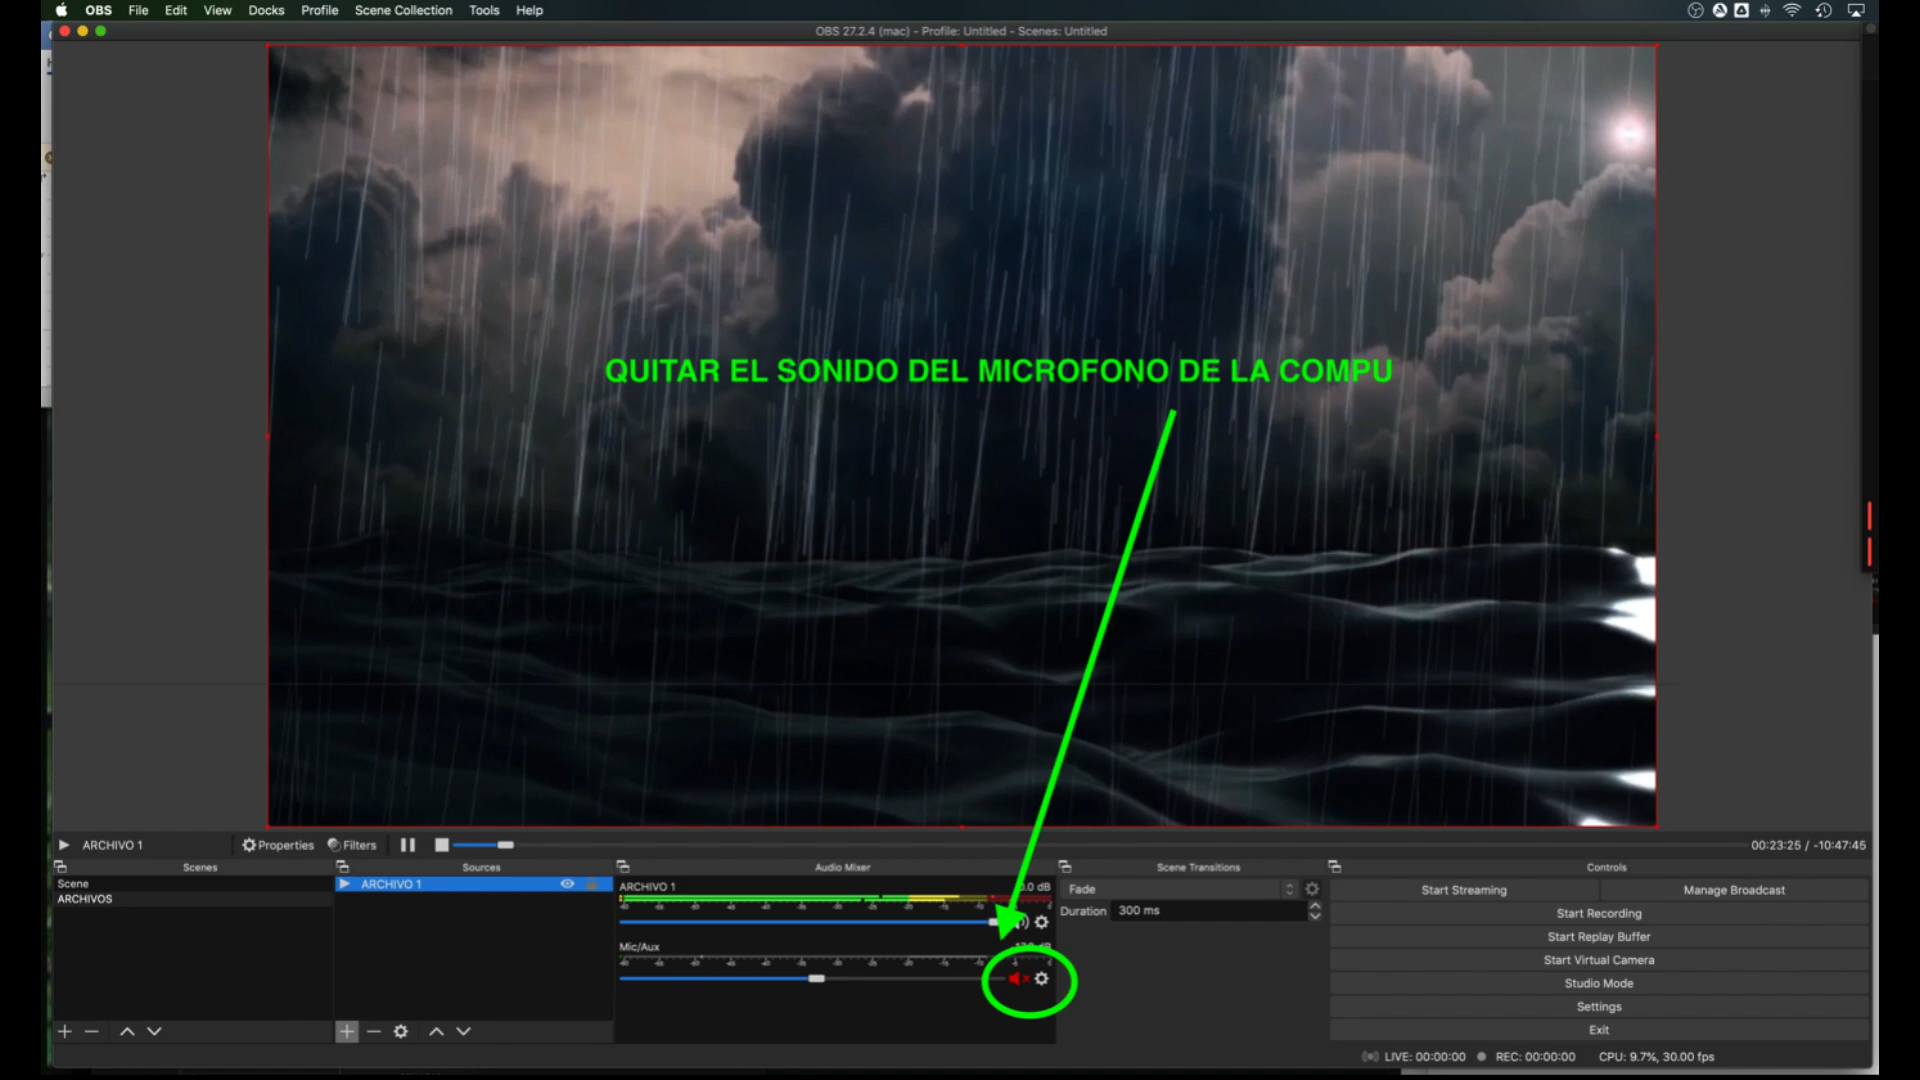 OBS File Edit View Docks Profile Scene Collection Tools Help
OBS 27.2.4 (mac) - Profile: Untitled - Scenes: Untitled
QUITAR EL SONIDO DEL MICROFONO DE LA COMPU
ARCHIVO 1 Properties Filters 00:23:25 / -10:47:45
Scenes Sources Audio Mixer Scene Transitions Controls
Scene
ARCHIVOS
ARCHIVO 1
ARCHIVO 1 0.0 dB
Mic/Aux
Fade
Duration 300 ms
Start Streaming Manage Broadcast
Start Recording
Start Replay Buffer
Start Virtual Camera
Studio Mode
Settings
Exit
LIVE: 00:00:00 REC: 00:00:00 CPU: 9.7%, 30.00 fps